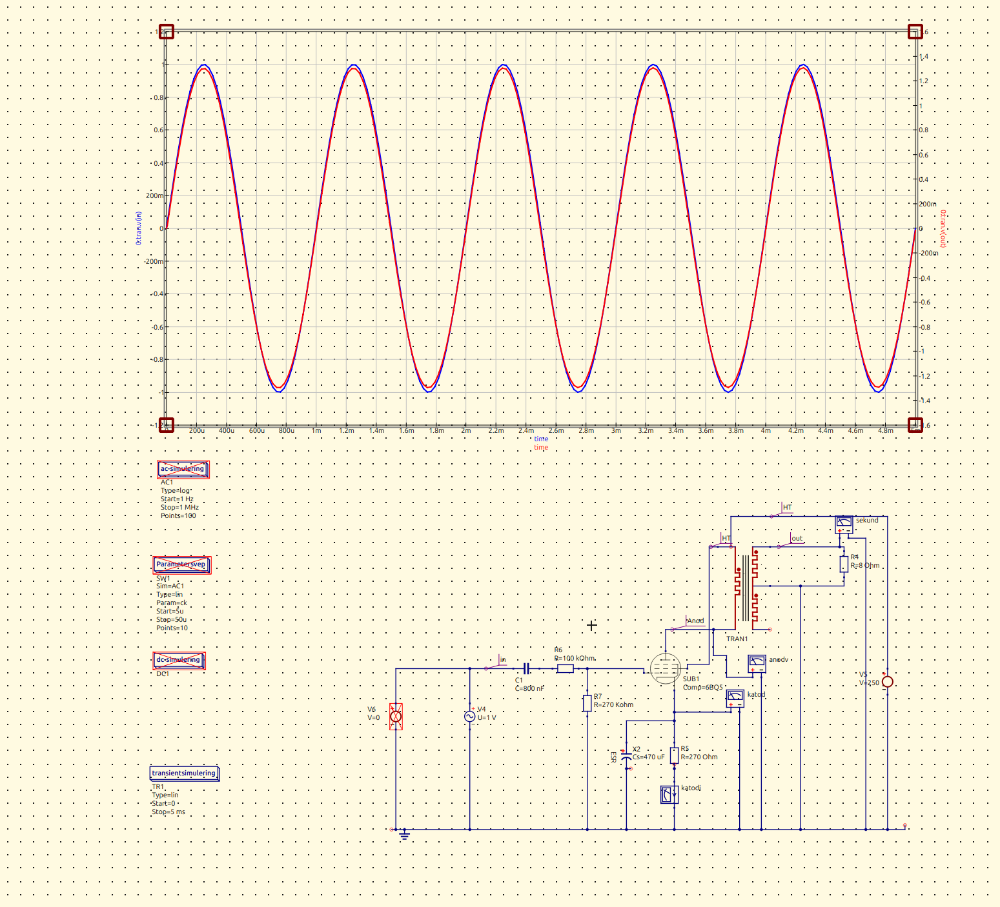 1
0.8
0.6
0.4
200m
0
-200m
-0.4
-0.6
-0.8
-1
0:tran.v(in)
1.4
1.2
1
0.8
0.6
0.4
200m
0
-200m
-0.4
-0.6
-0.8
-1
-1.2
-1.4
0:tran.v(out)
200u 400u 600u 800u 1m 1.2m 1.4m 1.6m 1.8m 2m 2.2m 2.4m 2.6m 2.8m 3m 3.2m 3.4m 3.6m 3.8m 4m 4.2m 4.4m 4.6m 4.8m
time
time
ac-simulering
AC1
Type=log
Start=1 Hz
Stop=1 MHz
Points=100
Parametersvep
SW1
Sim=AC1
Type=lin
Param=ck
Start=5u
Stop=50u
Points=10
dc-simulering
DC1
transientsimulering
TR1
Type=lin
Start=0
Stop=5 ms
HT
sekund
HT
out
R4
R=8 Ohm
Anod
TRAN1
in
R6
R=100 kOhm
C1
C=800 nF
SUB1
Comp=6BQ5
anodv
V5
V=250
katod
R7
R=270 Kohm
V6
V=0
V4
U=1 V
ESR
X2
Cs=470 uF
R5
R=270 Ohm
katodi